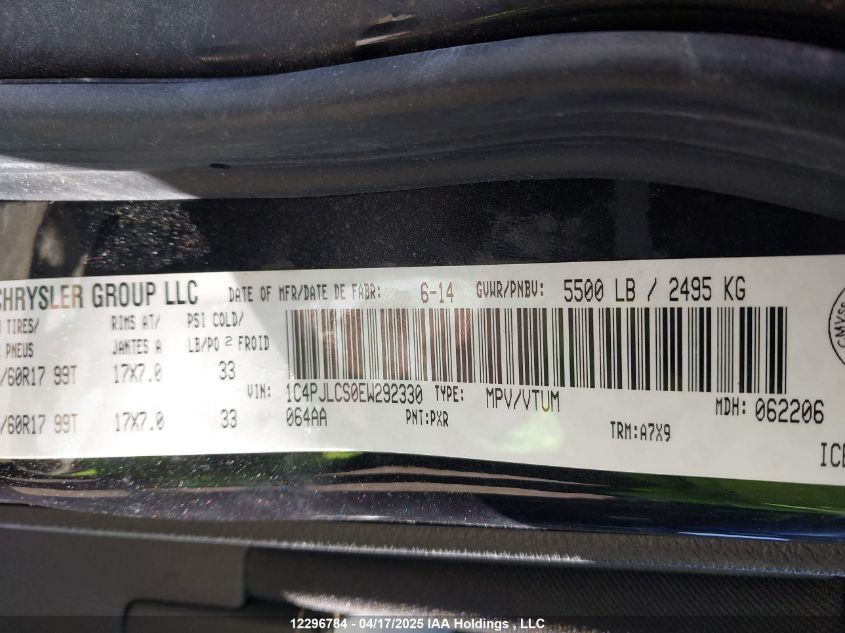 CHRYSLER GROUP LLC DATE OF MFR/DATE DE FABR: 6-14 GVWR/PNBV: 5500 LB / 2495 KG
TIRES/ RIMS AT/ PSI COLD/
PNEUS JANTES A LB/PO 2 FROID
/60R17 99T 17X7.0 33
VIN: 1C4PJLCS0EW292330 TYPE: MPV/VTUM MDH: 062206
/60R17 99T 17X7.0 33 064AA PNT:PXR TRM:A7X9
ICE
CMVSS
12296784 - 04/17/2025 IAA Holdings , LLC